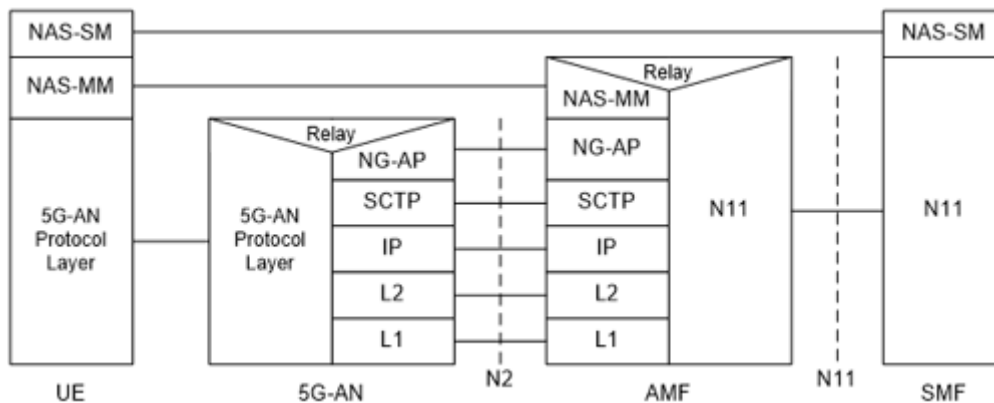 NAS-SM
NAS-SM
NAS-MM
Relay
NAS-MM
Relay
NG-AP
NG-AP
5G-AN
Protocol
Layer
5G-AN
Protocol
Layer
SCTP
SCTP
N11
N11
IP
IP
L2
L2
L1
L1
UE
5G-AN
N2
AMF
N11
SMF